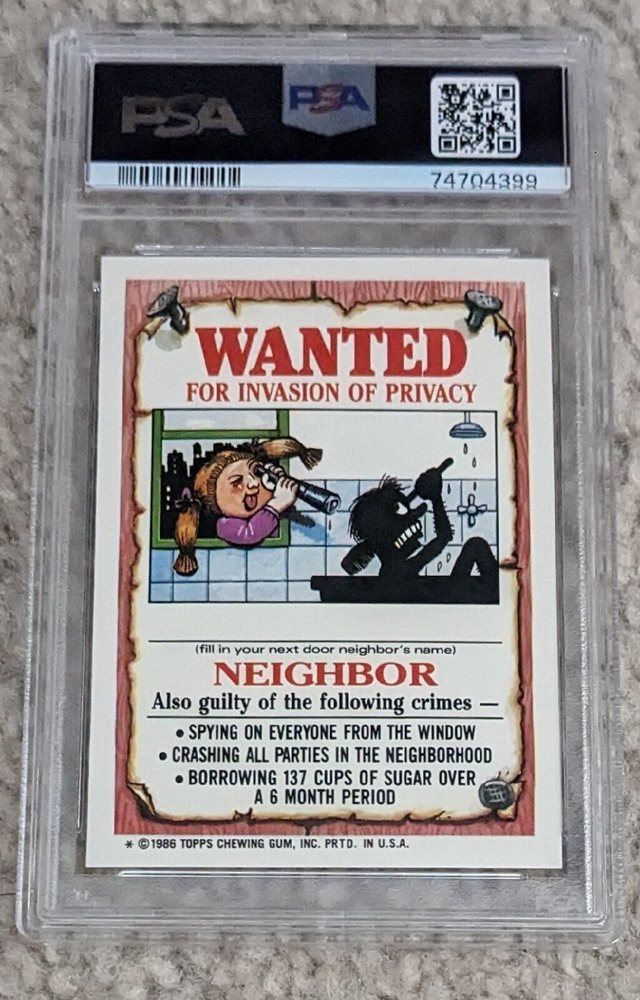 PSA PSA
74704399
WANTED
FOR INVASION OF PRIVACY
(fill in your next door neighbor's name)
NEIGHBOR
Also guilty of the following crimes —
• SPYING ON EVERYONE FROM THE WINDOW
• CRASHING ALL PARTIES IN THE NEIGHBORHOOD
• BORROWING 137 CUPS OF SUGAR OVER
A 6 MONTH PERIOD
* ©1986 TOPPS CHEWING GUM, INC. PRTD. IN U.S.A.